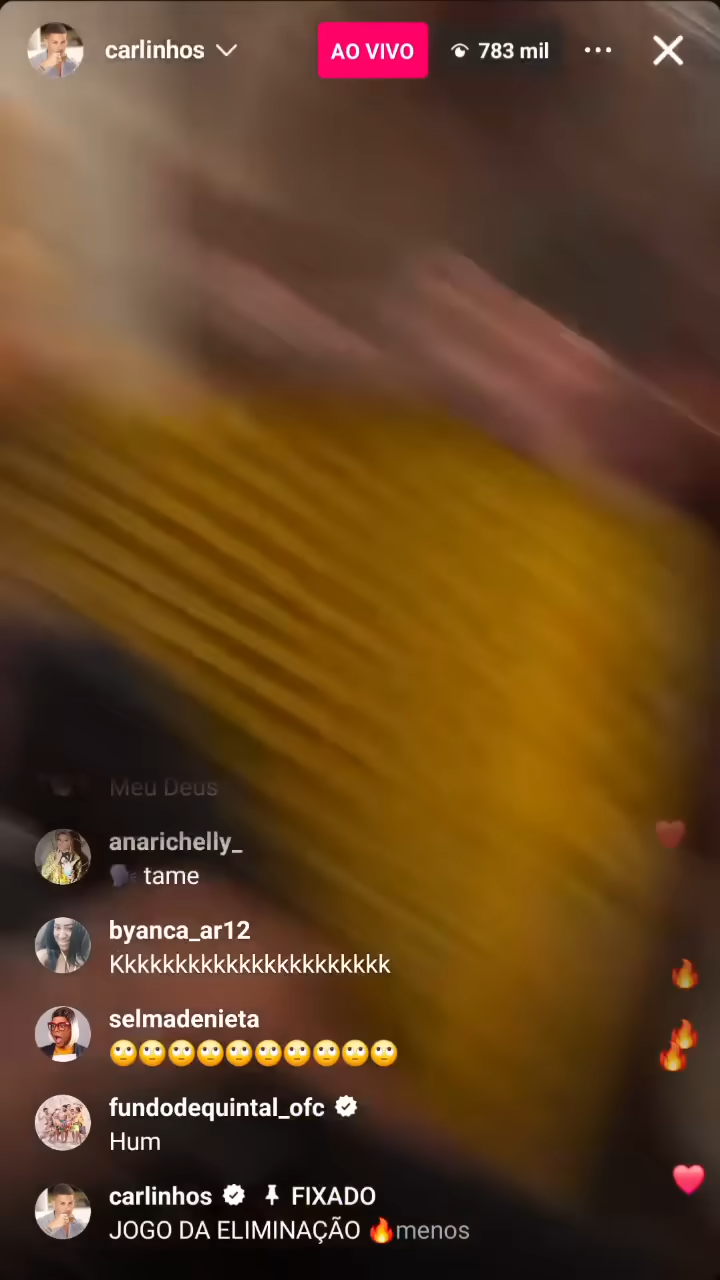 carlinhos
AO VIVO
783 mil
Meu Deus
anarichelly_
🗣 tame
byanca_ar12
Kkkkkkkkkkkkkkkkkkkkkk
selmadenieta
🙄🙄🙄🙄🙄🙄🙄🙄🙄🙄
fundodequintal_ofc
Hum
carlinhos FIXADO
JOGO DA ELIMINAÇÃO 🔥menos